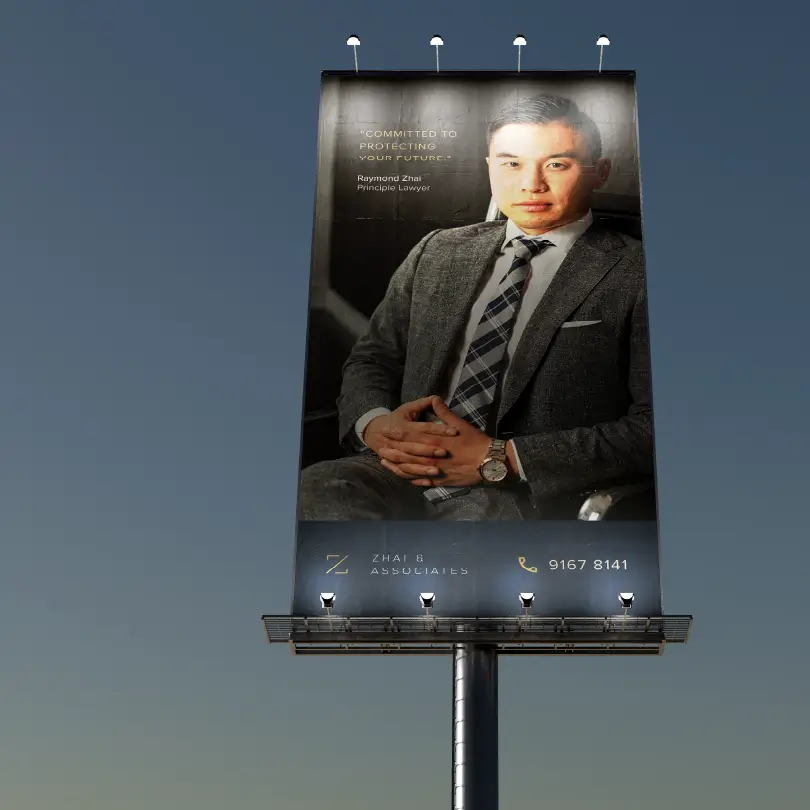 "COMMITTED TO
PROTECTING
YOUR FUTURE."
Raymond Zhai
Principle Lawyer
ZHAI &
ASSOCIATES
9167 8141